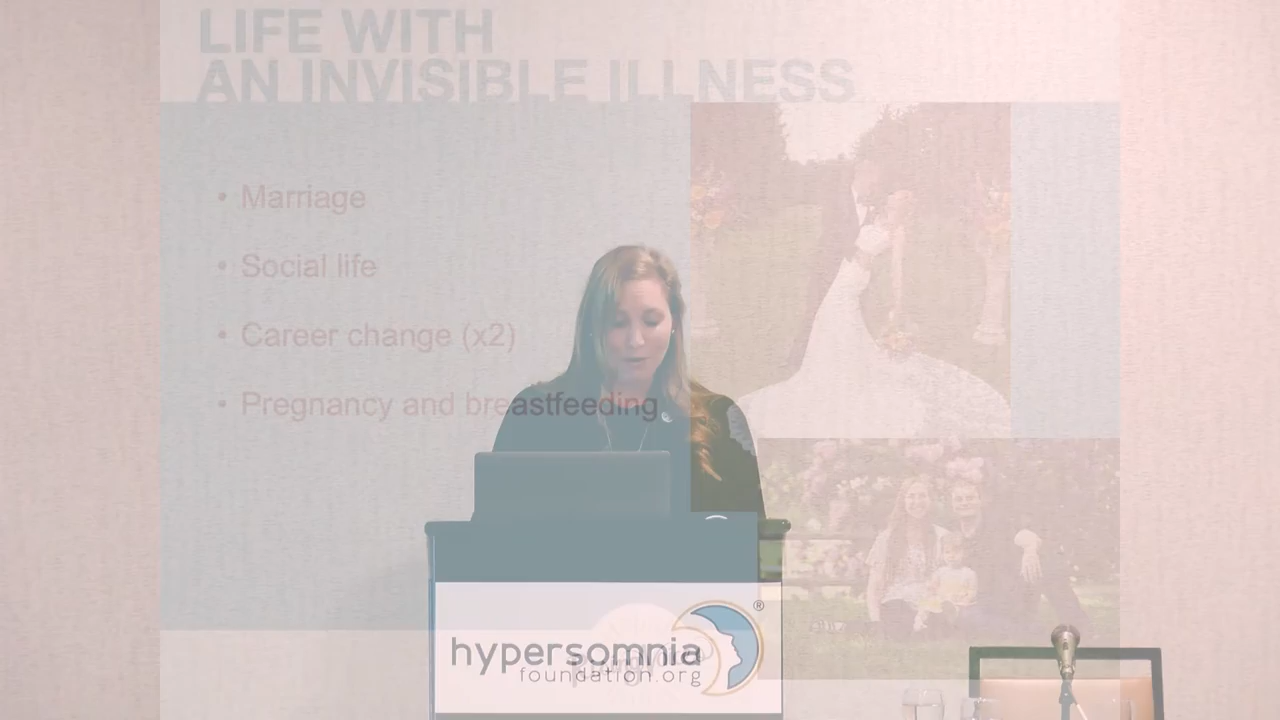 LIFE WITH
AN INVISIBLE ILLNESS
• Marriage
• Social life
• Career change (x2)
• Pregnancy and breastfeeding
®
hypersomnia
foundation.org